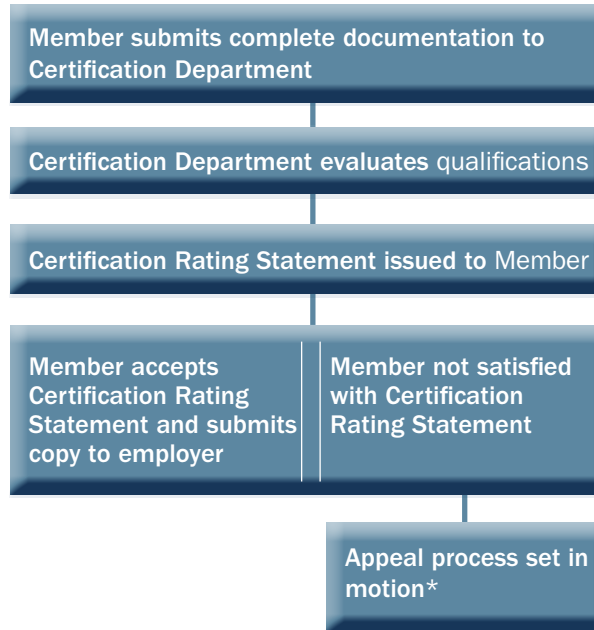 Member submits complete documentation to
Certification Department
Certification Department evaluates qualifications
Certification Rating Statement issued to Member
Member accepts
Certification Rating
Statement and submits
copy to employer
Member not satisfied
with Certification
Rating Statement
Appeal process set in
motion*